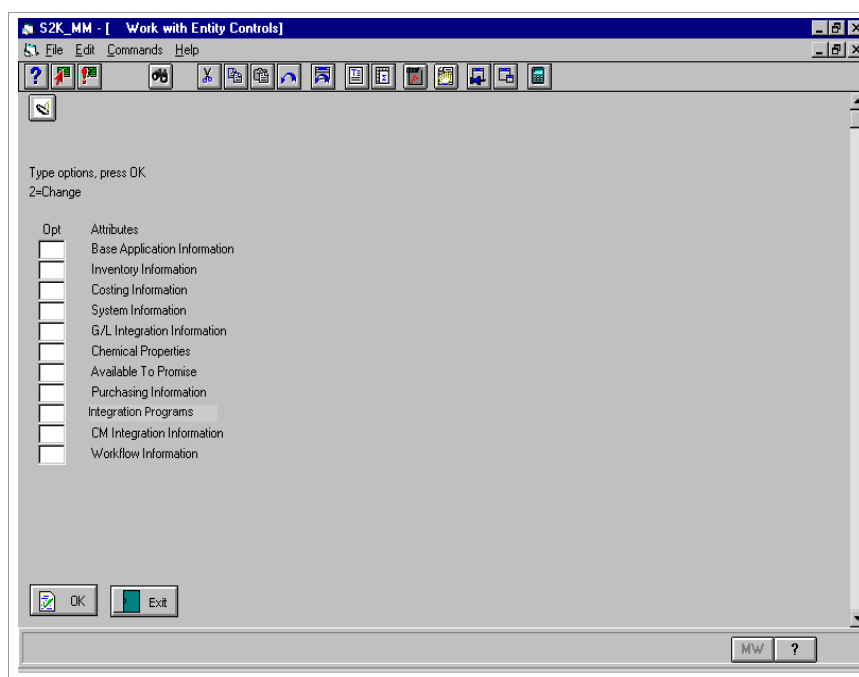 S2K_MM - [ Work with Entity Controls]
File Edit Commands Help
Type options, press OK
2=Change
Opt Attributes
Base Application Information
Inventory Information
Costing Information
System Information
G/L Integration Information
Chemical Properties
Available To Promise
Purchasing Information
Integration Programs
CM Integration Information
Workflow Information
OK Exit
MW ?